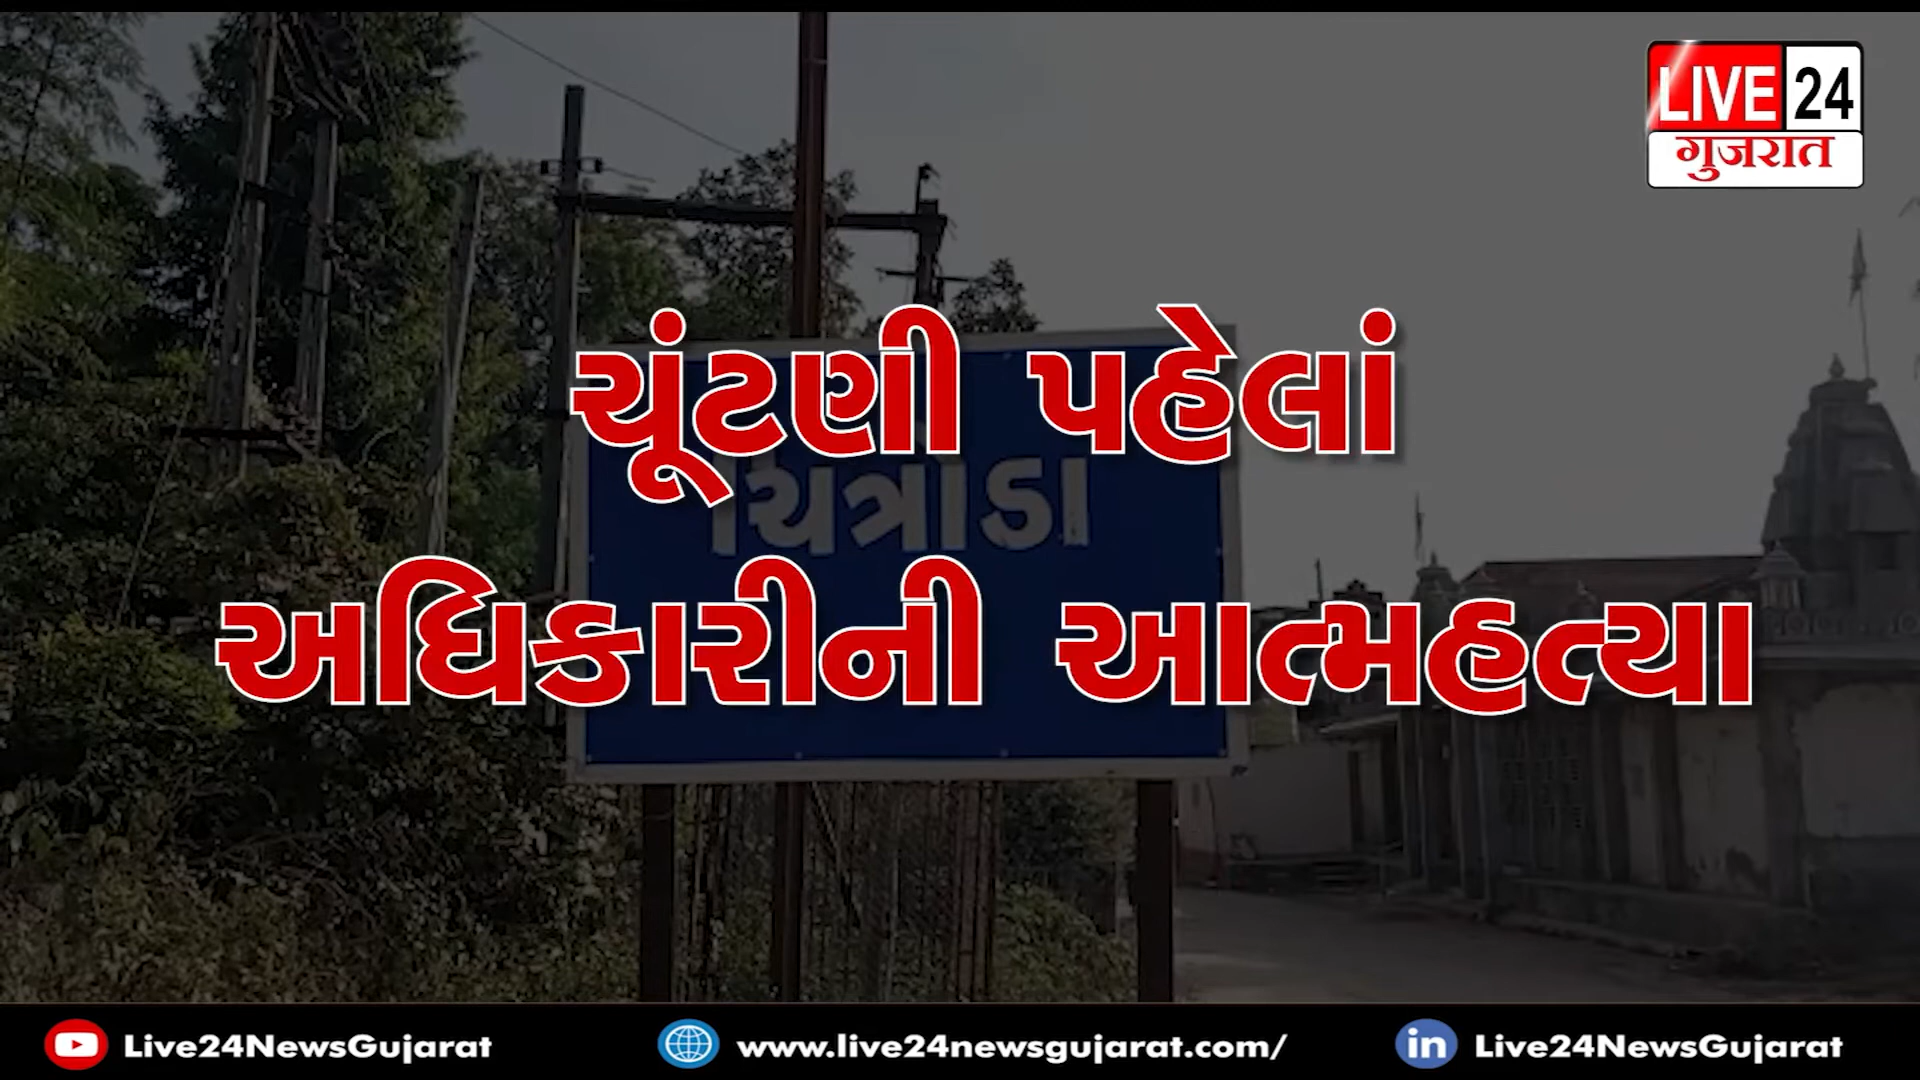 LIVE 24
गुजरात
ચૂંટણી પહેલાં
ચિત્રોડા
અધિકારીની આત્મહત્યા
Live24NewsGujarat
www.live24newsgujarat.com/
Live24NewsGujarat